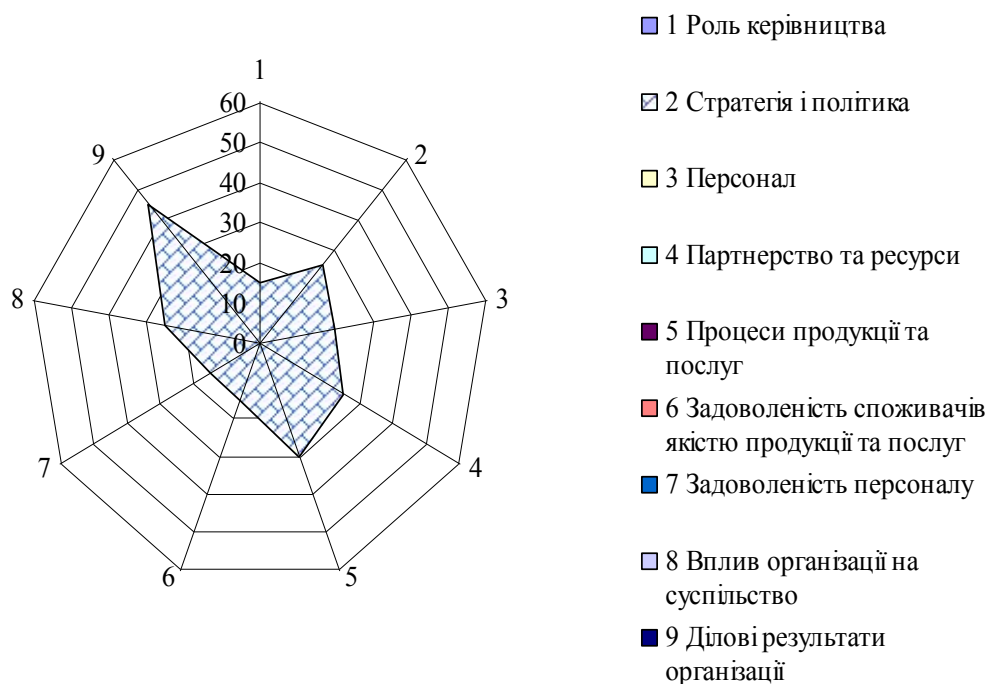 1
60
50
40
30
20
10
0
2
3
4
5
6
7
8
9
1 Роль керівництва
2 Стратегія і політика
3 Персонал
4 Партнерство та ресурси
5 Процеси продукції та
послуг
6 Задоволеність споживачів
якістю продукції та послуг
7 Задоволеність персоналу
8 Вплив організації на
суспільство
9 Ділові результати
організації